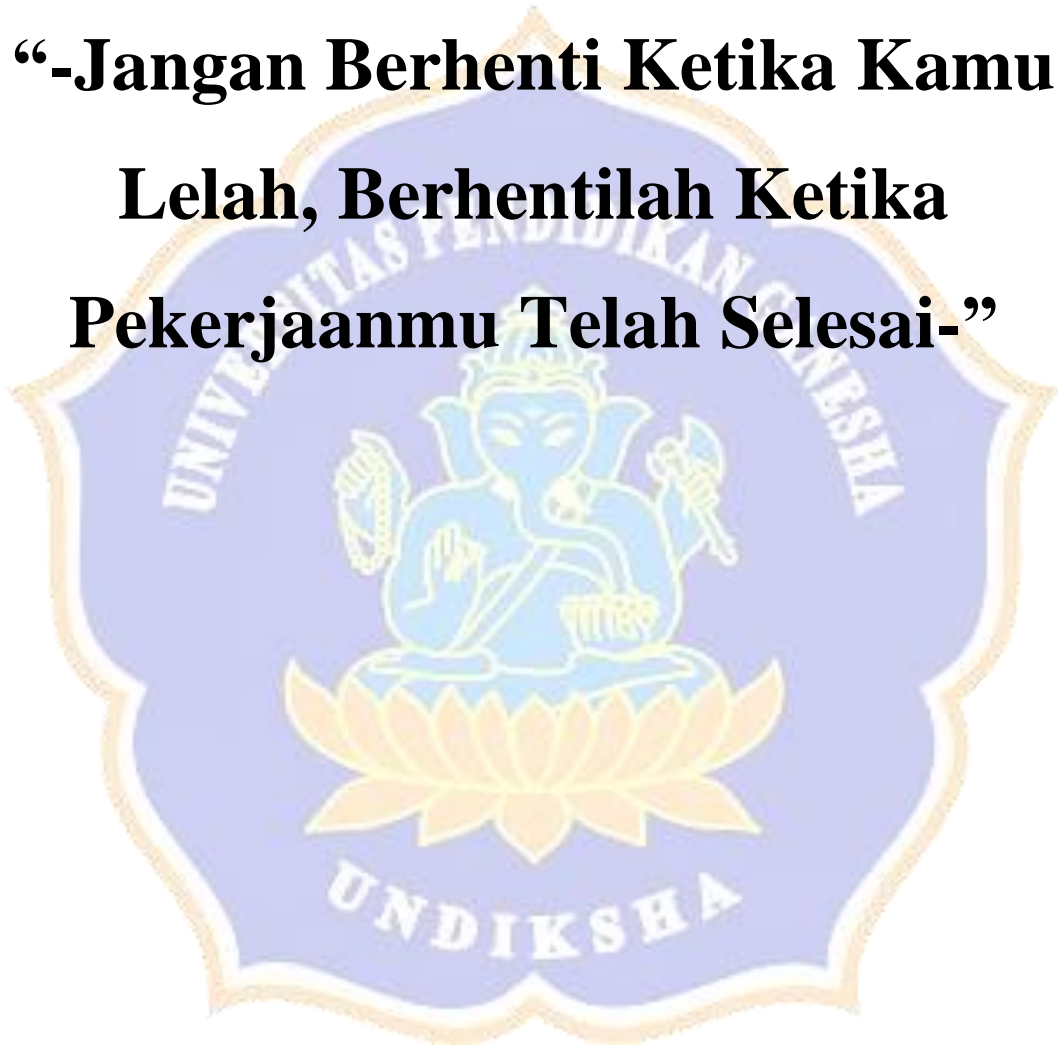 “-Jangan Berhenti Ketika Kamu
Lelah, Berhentilah Ketika
Pekerjaanmu Telah Selesai-”
UNIVERSITAS PENDIDIKAN GANESHA
UNDIKSHA